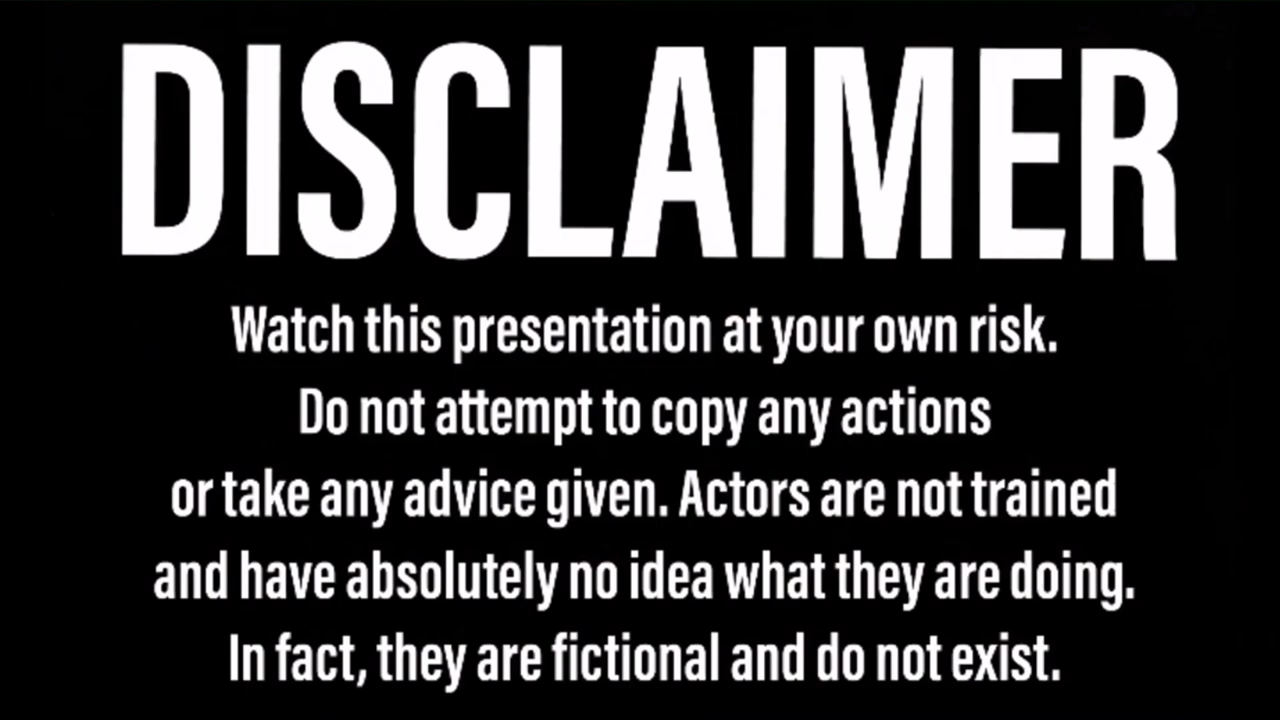 DISCLAIMER
Watch this presentation at your own risk.
Do not attempt to copy any actions
or take any advice given. Actors are not trained
and have absolutely no idea what they are doing.
In fact, they are fictional and do not exist.